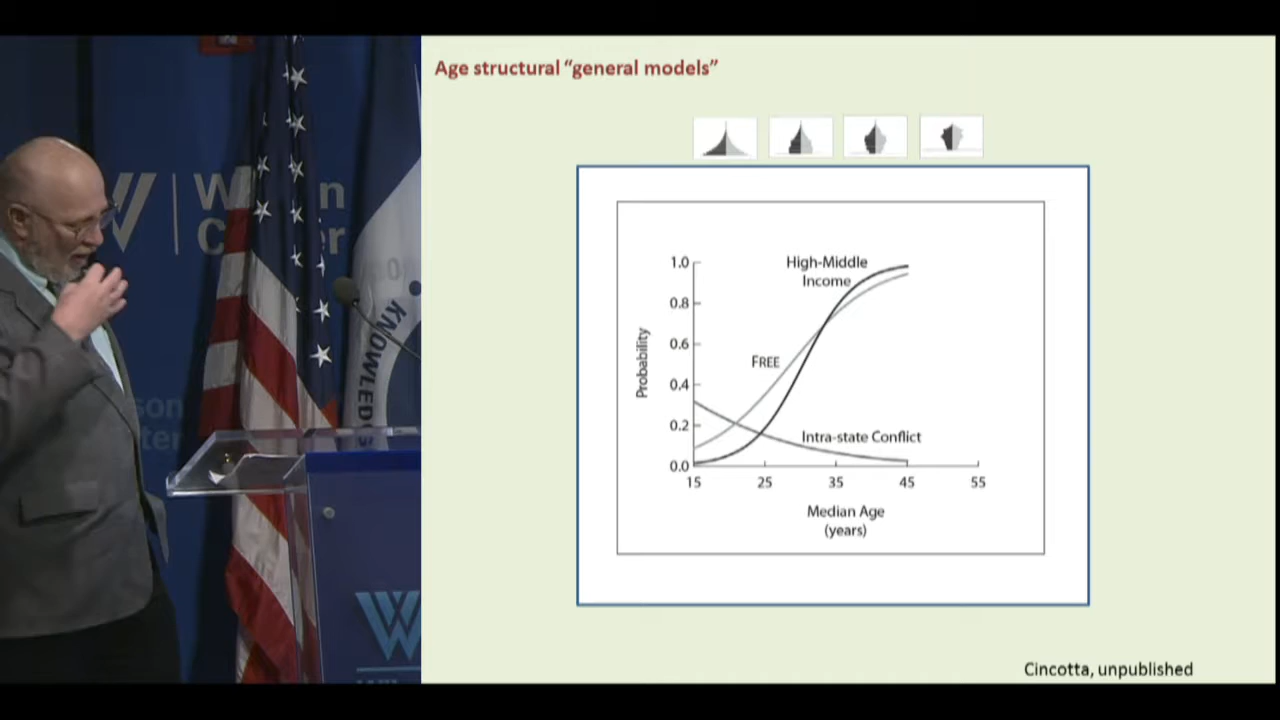 Age structural “general models”
High-Middle
Income
FREE
Intra-state Conflict
Probability
1.0
0.8
0.6
0.4
0.2
0.0
15 25 35 45 55
Median Age
(years)
Cincotta, unpublished
KNOWLEDG